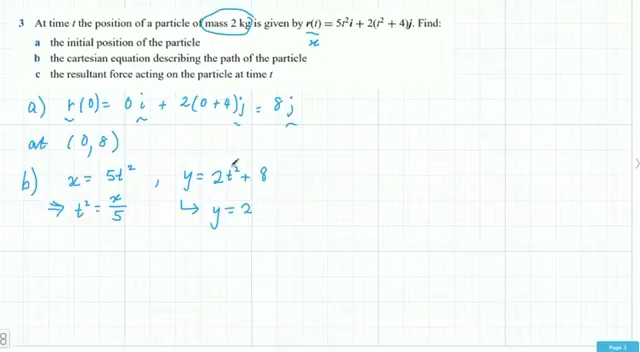 3 At time t the position of a particle of mass 2 kg is given by r(t) = 5t²i + 2(t² + 4)j. Find:
x
a the initial position of the particle
b the cartesian equation describing the path of the particle
c the resultant force acting on the particle at time t
a) r(0) = 0i + 2(0+4)j = 8j
at (0,8)
b) x = 5t² , y = 2t² + 8
⇒ t² = x/5 ↳ y = 2
8
Page 3